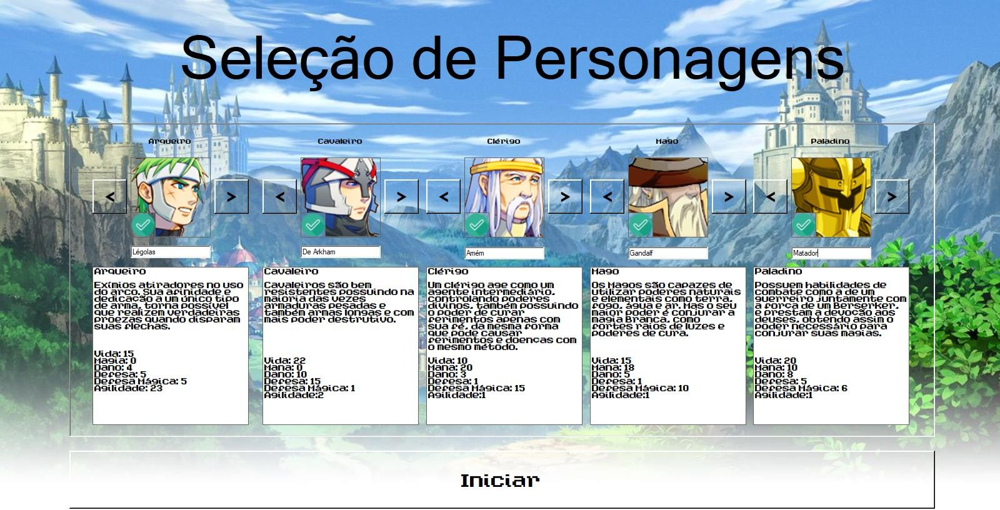 Seleção de Personagens
Arqueiro
Cavaleiro
Clérigo
Mago
Paladino
< > < > < > < > < >
Légolas
De Arkham
Amém
Gandalf
Matador
Arqueiro
Exímios atiradores no uso
do arco. Sua afinidade e
dedicação a um único tipo
de arma, torna possível
que realizem verdadeiras
proezas quando disparam
suas flechas.
Vida: 15
Magia: 0
Dano: 4
Defesa: 5
Defesa Mágica: 5
Agilidade: 23
Cavaleiro
Cavaleiros são bem
resistentes possuindo na
maioria das vezes
armaduras pesadas e
também armas longas e com
mais poder destrutivo.
Vida: 22
Mana: 0
Dano: 10
Defesa: 15
Defesa Mágica: 1
Agilidade:2
Clérigo
Um Clérigo age como um
agente intermediário,
controlando poderes
divinos, também possuindo
o poder de curar
ferimentos apenas com
sua fé, da mesma forma
que pode causar
ferimentos e doenças com
o mesmo método.
Vida: 10
Mana: 20
Dano: 3
Defesa: 1
Defesa Mágica: 15
Agilidade:1
Mago
Os Magos são capazes de
utilizar poderes naturais
e elementais como terra,
fogo, água e ar. Mas o seu
maior poder é conjurar a
magia Branca, como
fortes raios de luzes e
poderes de cura.
Vida: 15
Mana: 18
Dano: 5
Defesa: 1
Defesa Mágica: 10
Agilidade:1
Paladino
Possuem habilidades de
combate como a de um
guerreiro juntamente com
a força de um Berserker,
e prestam a devoção aos
deuses, obtendo assim o
poder necessário para
conjurar suas magias.
Vida: 20
Mana: 10
Dano: 8
Defesa: 5
Defesa Mágica: 6
Agilidade:1
Iniciar